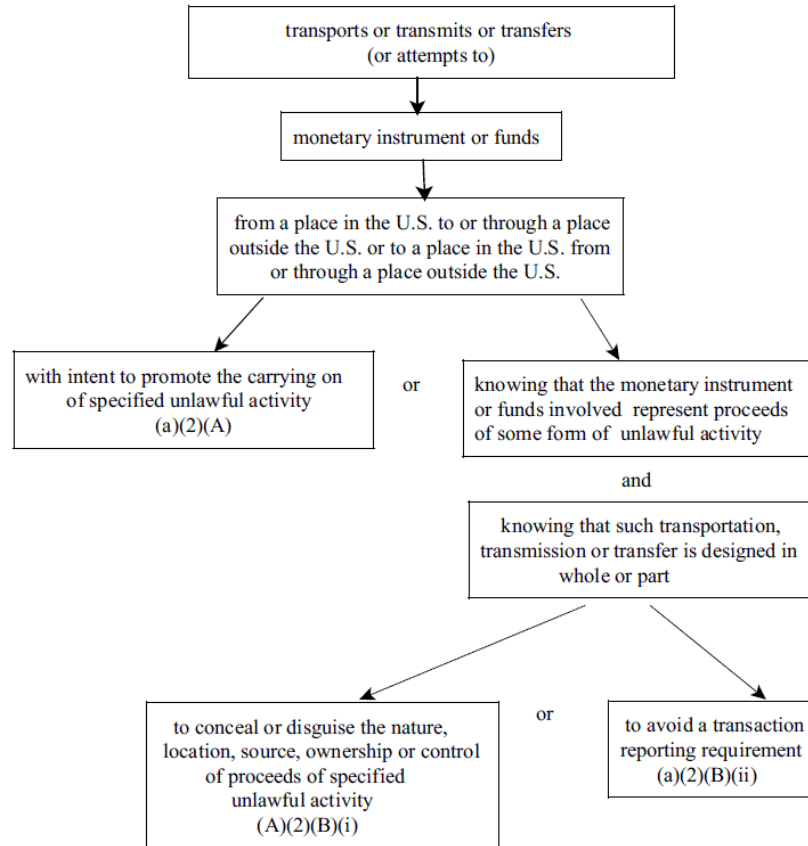 transports or transmits or transfers
(or attempts to)
monetary instrument or funds
from a place in the U.S. to or through a place
outside the U.S. or to a place in the U.S. from
or through a place outside the U.S.
with intent to promote the carrying on
of specified unlawful activity
(a)(2)(A)
or
knowing that the monetary instrument
or funds involved represent proceeds
of some form of unlawful activity
and
knowing that such transportation,
transmission or transfer is designed in
whole or part
to conceal or disguise the nature,
location, source, ownership or control
of proceeds of specified
unlawful activity
(A)(2)(B)(i)
or
to avoid a transaction
reporting requirement
(a)(2)(B)(ii)